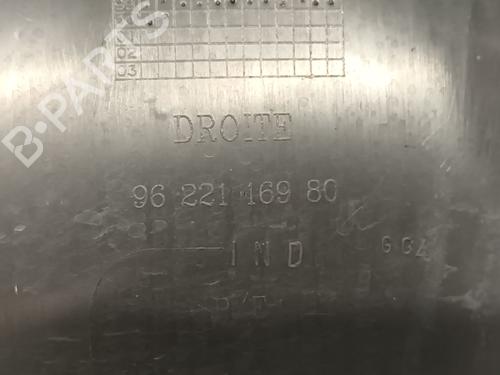 B-PARTS
02
03
DROITE
96 221 169 80
IND